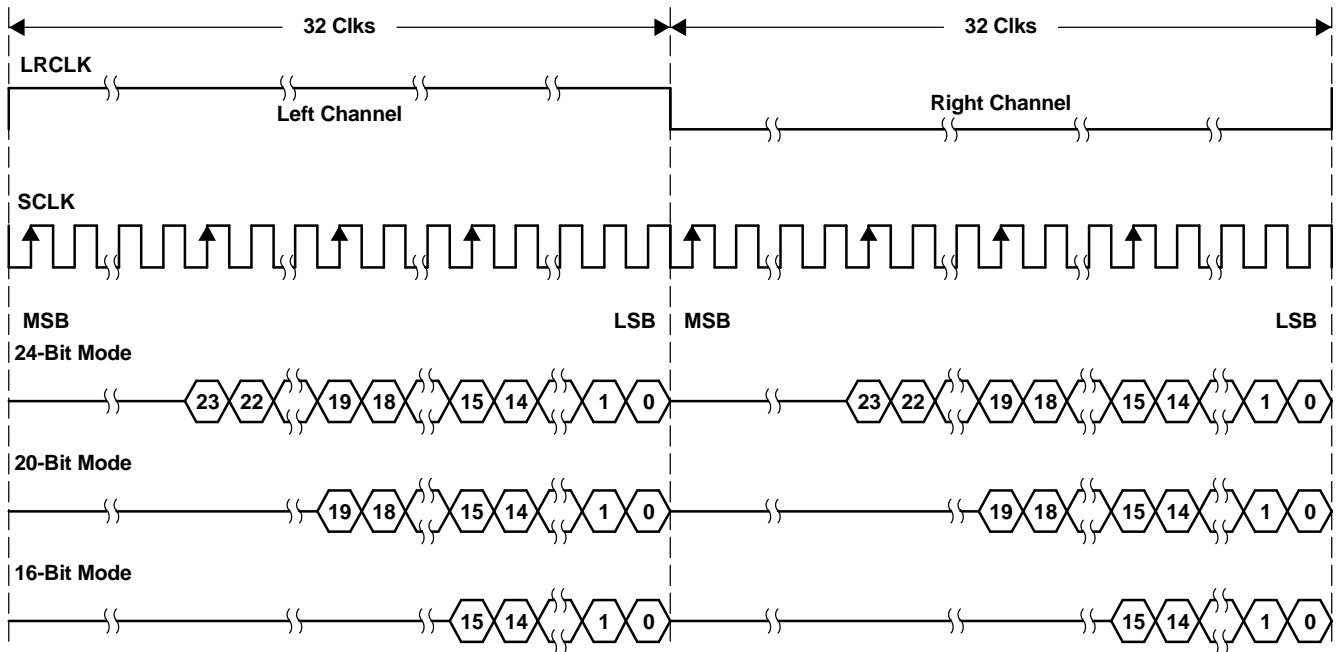 32 Clks 32 Clks
LRCLK
Left Channel Right Channel
SCLK
MSB LSB MSB LSB
24-Bit Mode
23 22 19 18 15 14 1 0 23 22 19 18 15 14 1 0
20-Bit Mode
19 18 15 14 1 0 19 18 15 14 1 0
16-Bit Mode
15 14 1 0 15 14 1 0